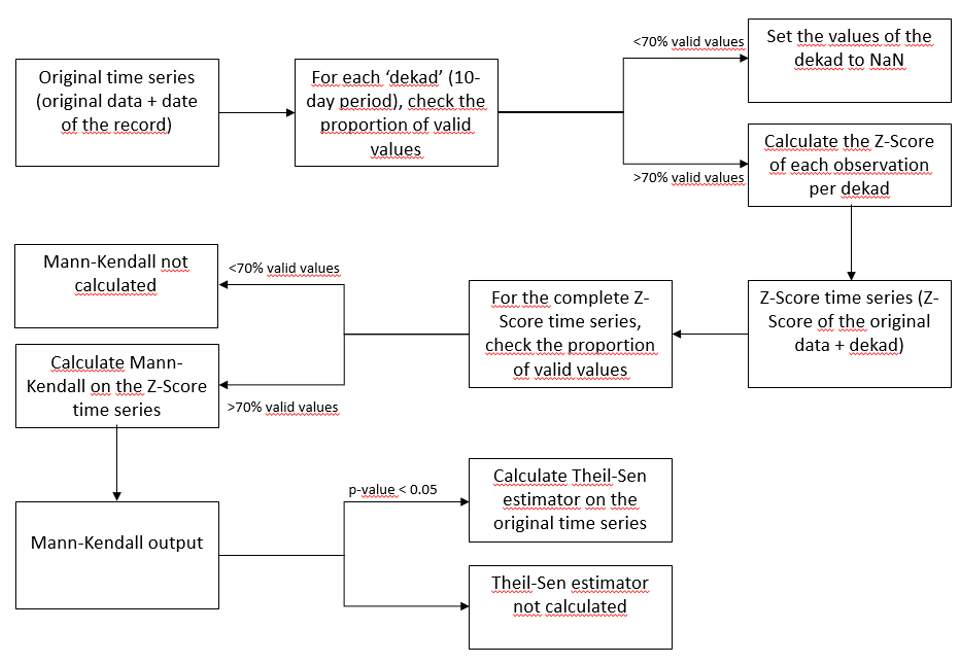 Original time series
(original data + date
of the record)
For each ‘dekad’ (10-
day period), check the
proportion of valid
values
<70% valid values
Set the values of the
dekad to NaN
>70% valid values
Calculate the Z-Score
of each observation
per dekad
Z-Score time series (Z-
Score of the original
data + dekad)
For the complete Z-
Score time series,
check the proportion
of valid values
<70% valid values
Mann-Kendall not
calculated
>70% valid values
Calculate Mann-
Kendall on the Z-Score
time series
Mann-Kendall output
p-value < 0.05
Calculate Theil-Sen
estimator on the
original time series
Theil-Sen estimator
not calculated